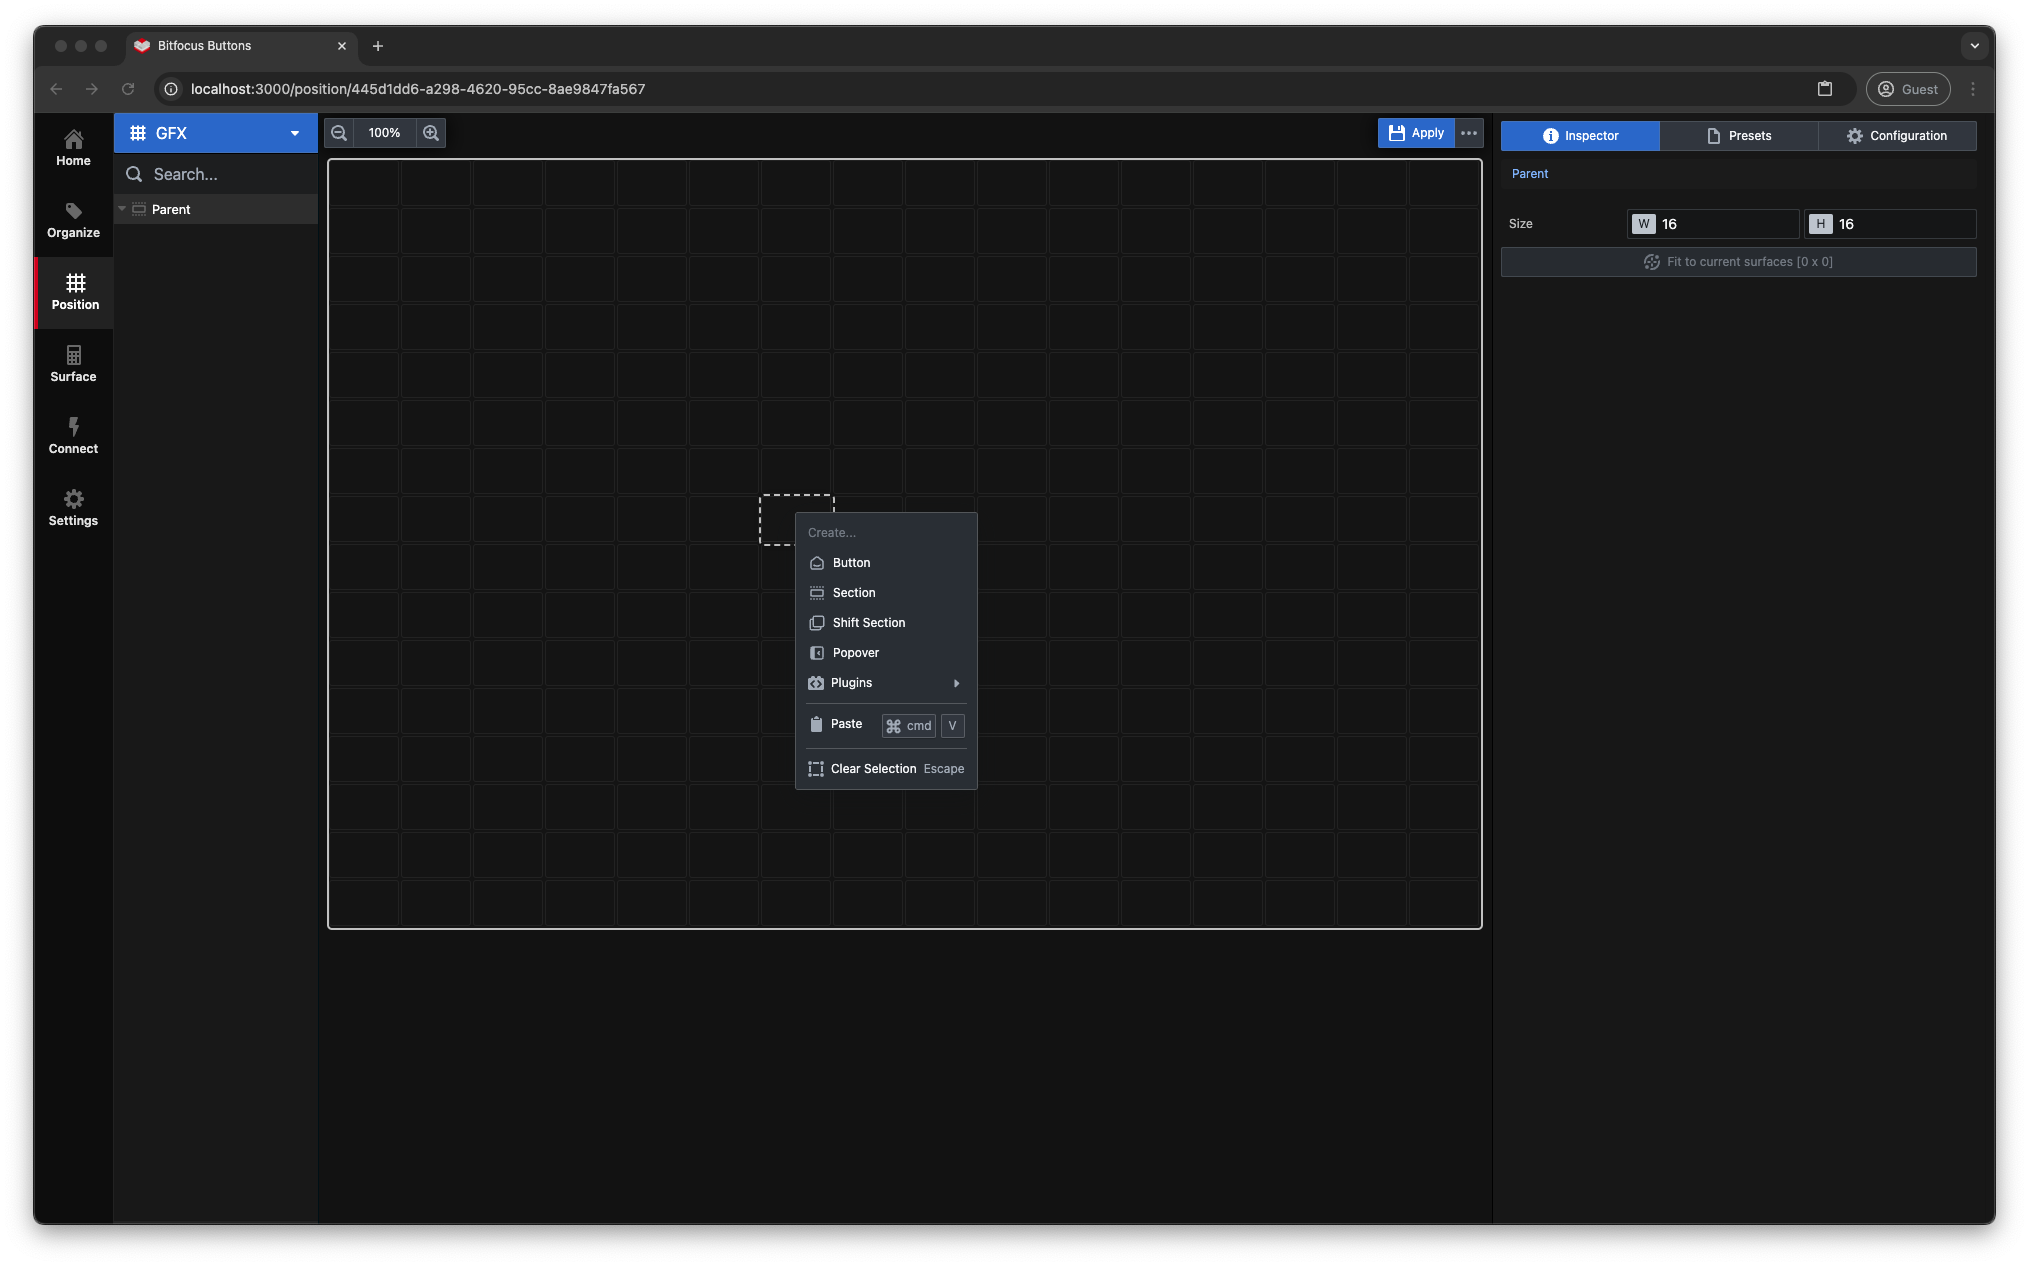 Bitfocus Buttons
localhost:3000/position/445d1dd6-a298-4620-95cc-8ae9847fa567
Guest
Home
Organize
Position
Surface
Connect
Settings
GFX
Search...
Parent
100%
Apply
Create...
Button
Section
Shift Section
Popover
Plugins
Paste ⌘ cmd V
Clear Selection Escape
Inspector
Presets
Configuration
Parent
Size W 16 H 16
Fit to current surfaces [0 x 0]